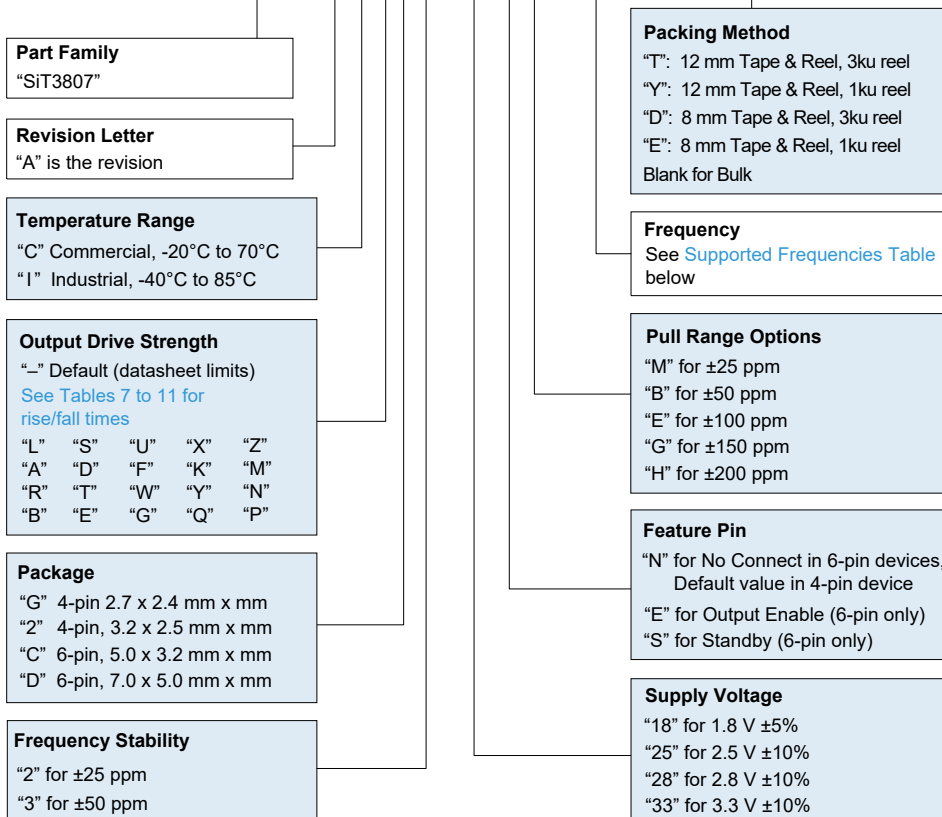 Part Family
“SiT3807”
Revision Letter
“A” is the revision
Temperature Range
“C” Commercial, -20°C to 70°C
“I” Industrial, -40°C to 85°C
Output Drive Strength
“–” Default (datasheet limits)
See Tables 7 to 11 for
rise/fall times
“L” “S” “U” “X” “Z”
“A” “D” “F” “K” “M”
“R” “T” “W” “Y” “N”
“B” “E” “G” “Q” “P”
Package
“G” 4-pin 2.7 x 2.4 mm x mm
“2” 4-pin, 3.2 x 2.5 mm x mm
“C” 6-pin, 5.0 x 3.2 mm x mm
“D” 6-pin, 7.0 x 5.0 mm x mm
Frequency Stability
“2” for ±25 ppm
“3” for ±50 ppm
Packing Method
“T”: 12 mm Tape & Reel, 3ku reel
“Y”: 12 mm Tape & Reel, 1ku reel
“D”: 8 mm Tape & Reel, 3ku reel
“E”: 8 mm Tape & Reel, 1ku reel
Blank for Bulk
Frequency
See Supported Frequencies Table
below
Pull Range Options
“M” for ±25 ppm
“B” for ±50 ppm
“E” for ±100 ppm
“G” for ±150 ppm
“H” for ±200 ppm
Feature Pin
“N” for No Connect in 6-pin devices,
Default value in 4-pin device
“E” for Output Enable (6-pin only)
“S” for Standby (6-pin only)
Supply Voltage
“18” for 1.8 V ±5%
“25” for 2.5 V ±10%
“28” for 2.8 V ±10%
“33” for 3.3 V ±10%